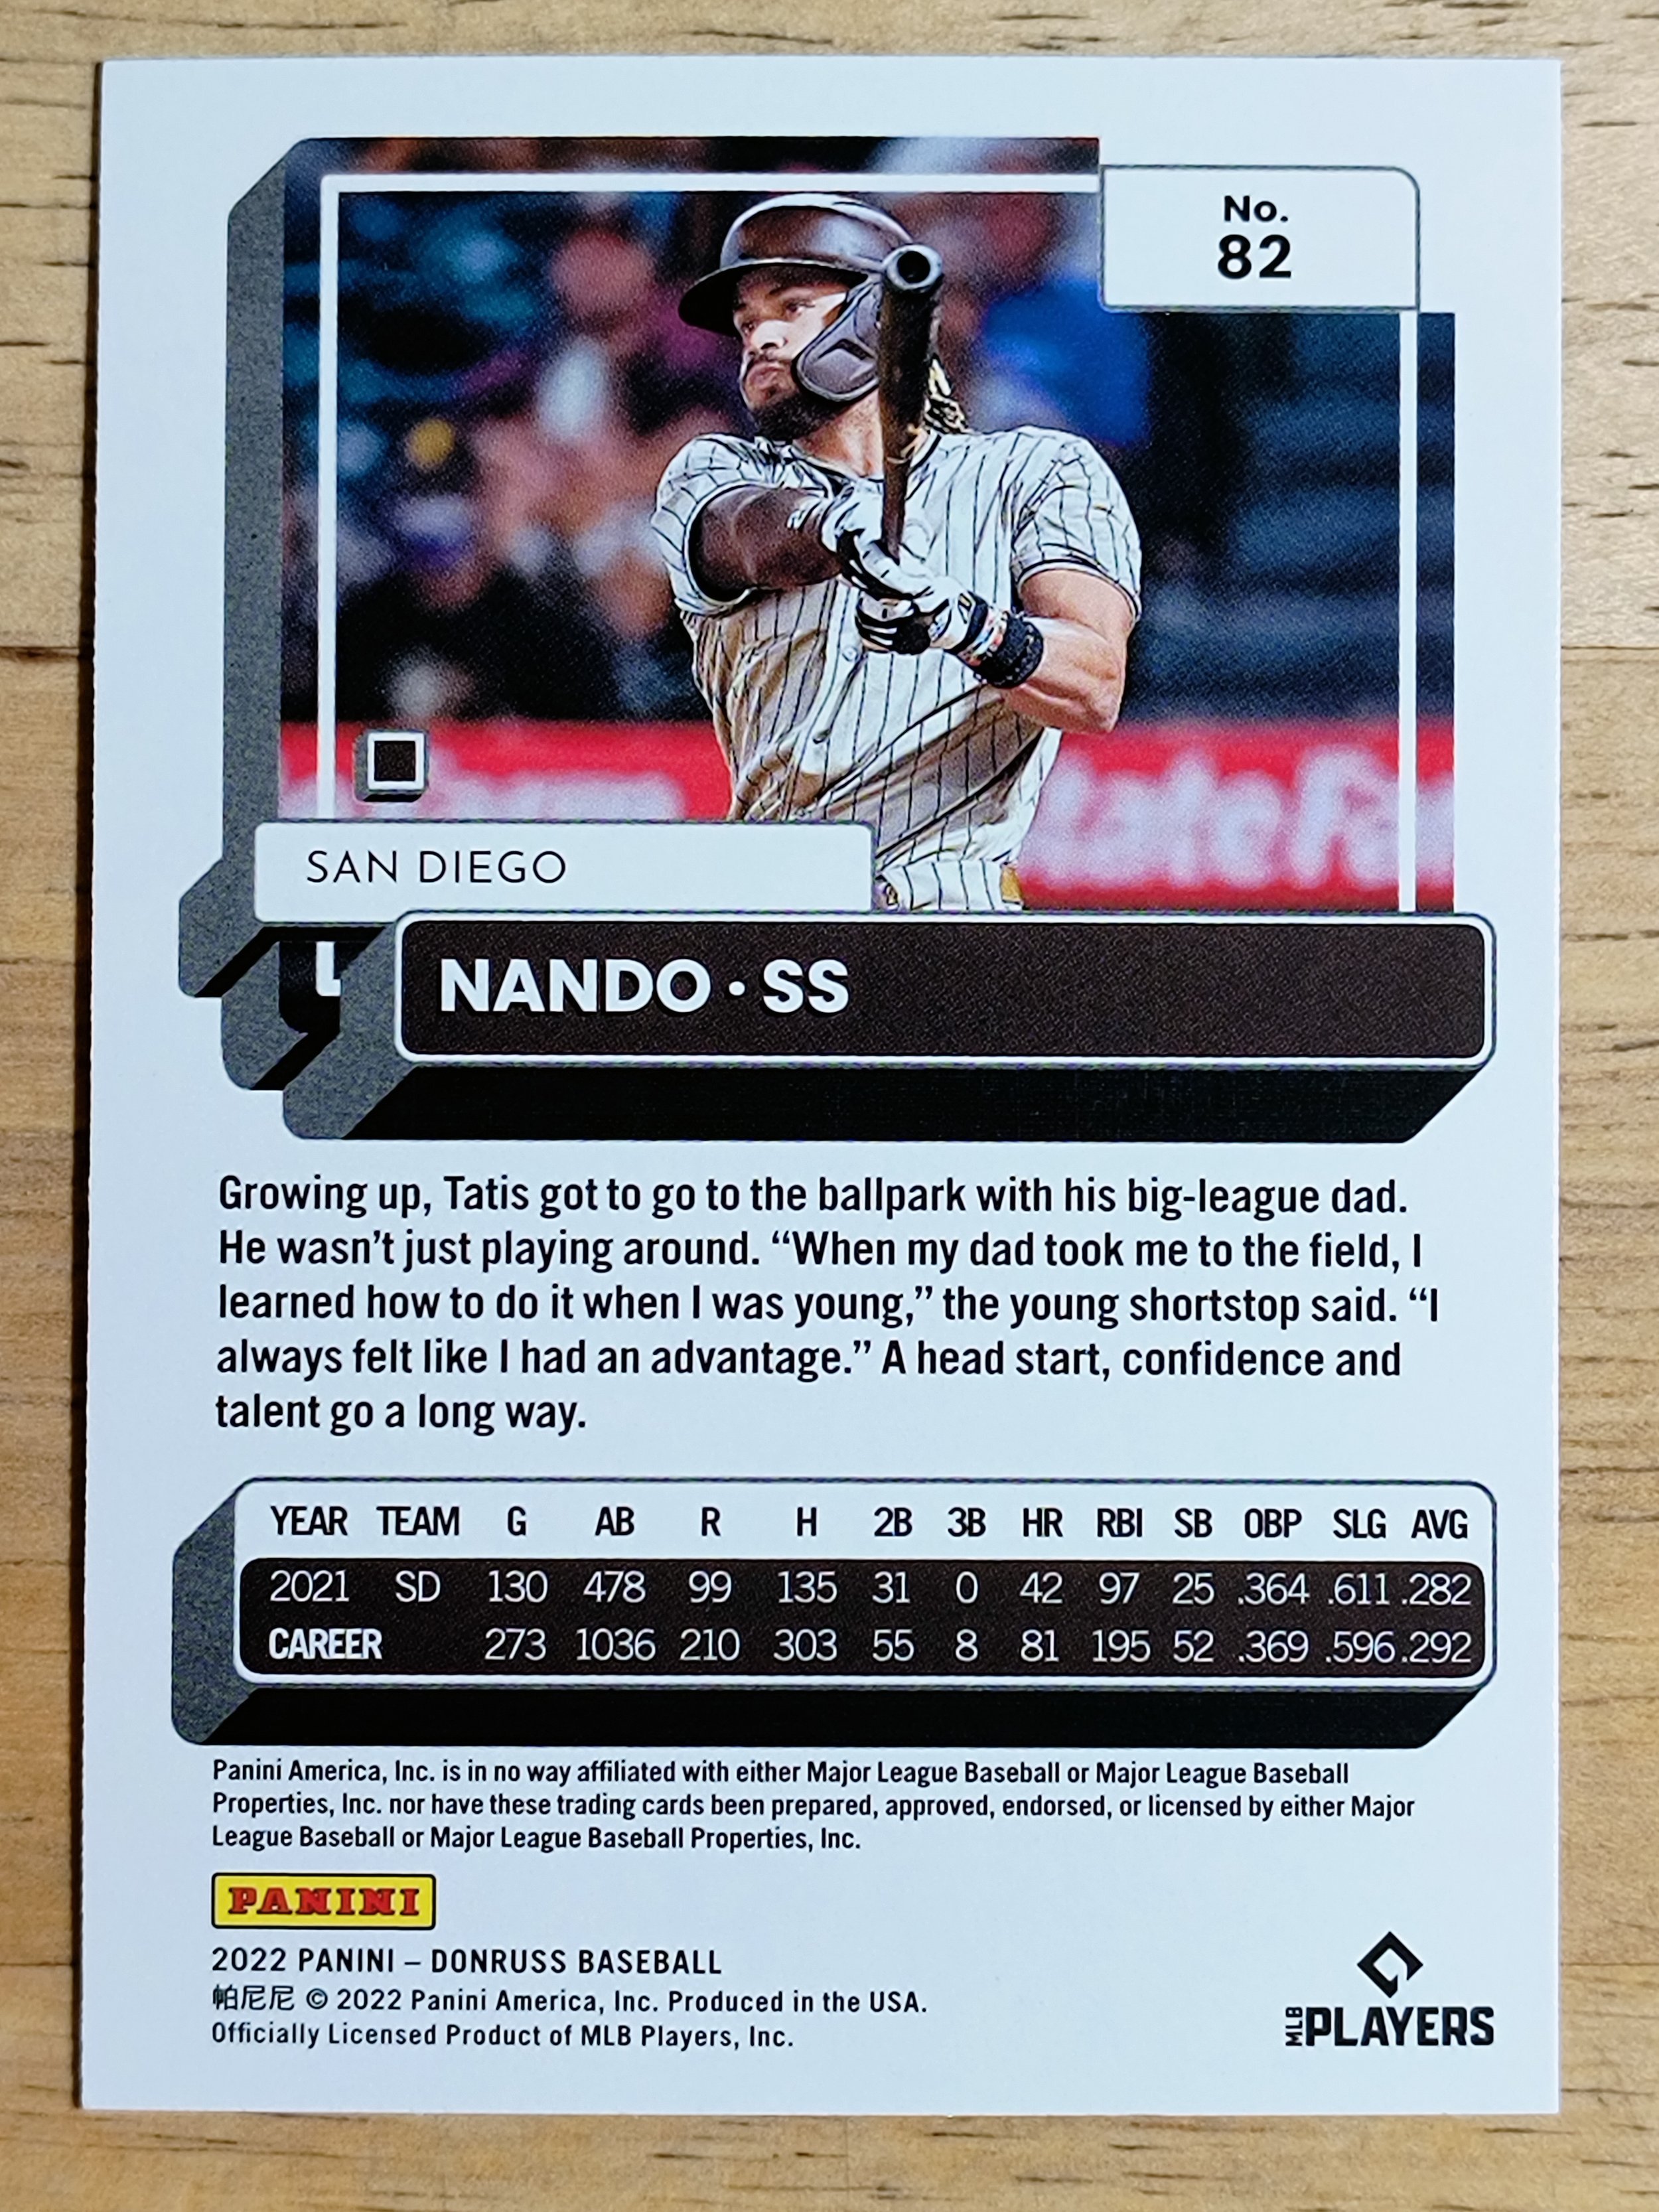 No.
82
State Farm
SAN DIEGO
NANDO · SS
Growing up, Tatis got to go to the ballpark with his big-league dad.
He wasn't just playing around. “When my dad took me to the field, I
learned how to do it when I was young,” the young shortstop said. “I
always felt like I had an advantage.” A head start, confidence and
talent go a long way.
YEAR TEAM G AB R H 2B 3B HR RBI SB OBP SLG AVG
2021 SD 130 478 99 135 31 0 42 97 25 .364 .611 .282
CAREER 273 1036 210 303 55 8 81 195 52 .369 .596 .292
Panini America, Inc. is in no way affiliated with either Major League Baseball or Major League Baseball
Properties, Inc. nor have these trading cards been prepared, approved, endorsed, or licensed by either Major
League Baseball or Major League Baseball Properties, Inc.
PANINI
2022 PANINI – DONRUSS BASEBALL
帕尼尼 © 2022 Panini America, Inc. Produced in the USA.
Officially Licensed Product of MLB Players, Inc.
MLB PLAYERS